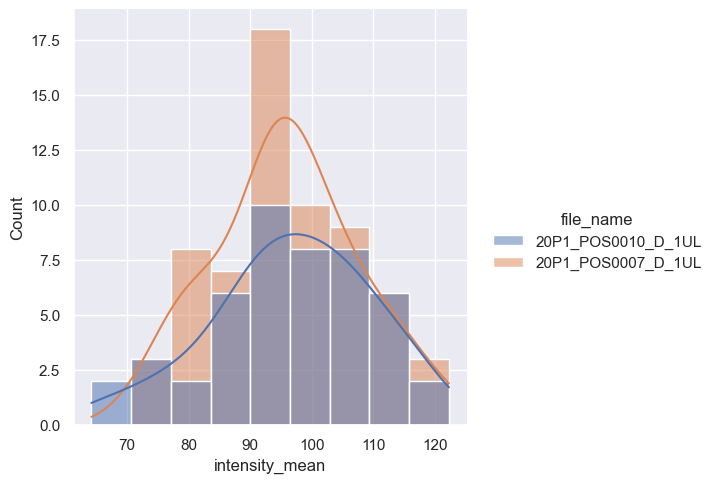 17.5
15.0
12.5
10.0
7.5
5.0
2.5
0.0
Count
70 80 90 100 110 120
intensity_mean
file_name
20P1_POS0010_D_1UL
20P1_POS0007_D_1UL